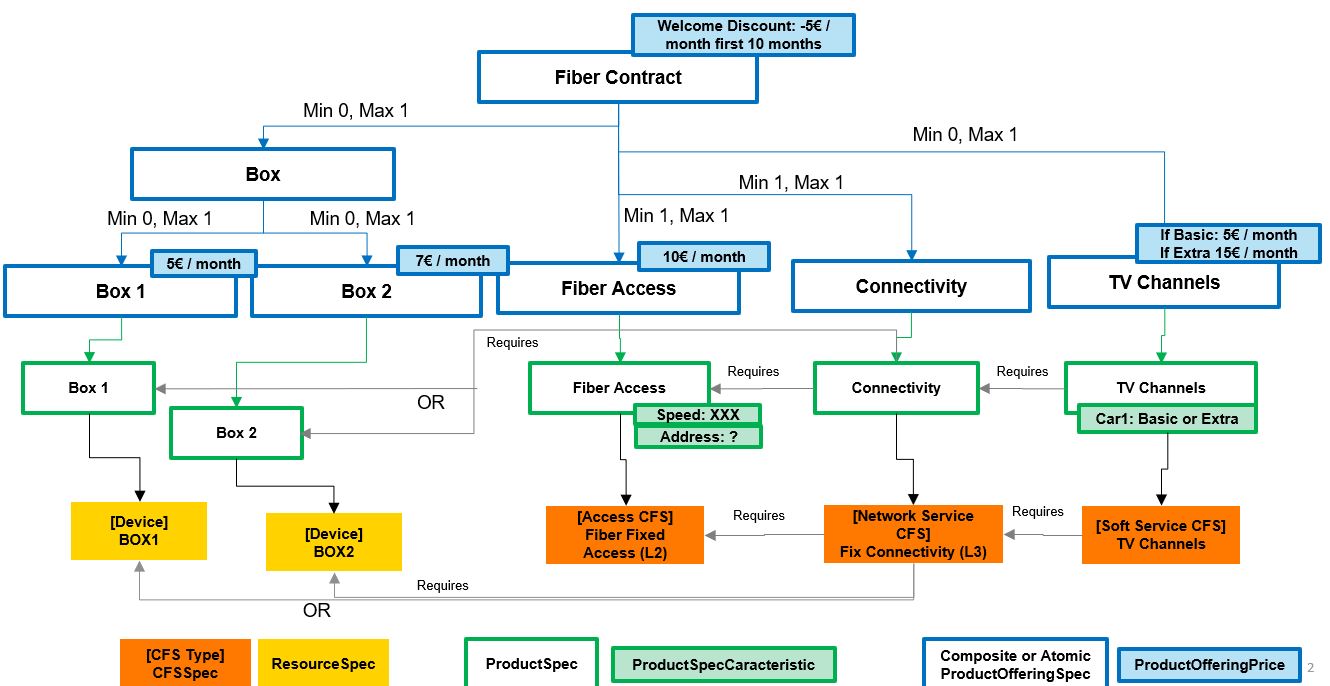 Welcome Discount: -5€ /
month first 10 months
Fiber Contract
Min 0, Max 1
Min 0, Max 1
Box
Min 1, Max 1
Min 0, Max 1
Min 0, Max 1
Min 1, Max 1
If Basic: 5€ / month
If Extra 15€ / month
5€ / month
7€ / month
10€ / month
Box 1
Box 2
Fiber Access
Connectivity
TV Channels
Requires
Requires
Requires
Box 1
Fiber Access
Connectivity
TV Channels
OR
Speed: XXX
Car1: Basic or Extra
Box 2
Address: ?
[Device]
BOX1
[Device]
BOX2
[Access CFS]
Fiber Fixed
Access (L2)
Requires
[Network Service
CFS]
Fix Connectivity (L3)
Requires
[Soft Service CFS]
TV Channels
Requires
OR
[CFS Type]
CFSSpec
ResourceSpec
ProductSpec
ProductSpecCaracteristic
Composite or Atomic
ProductOfferingSpec
ProductOfferingPrice
2